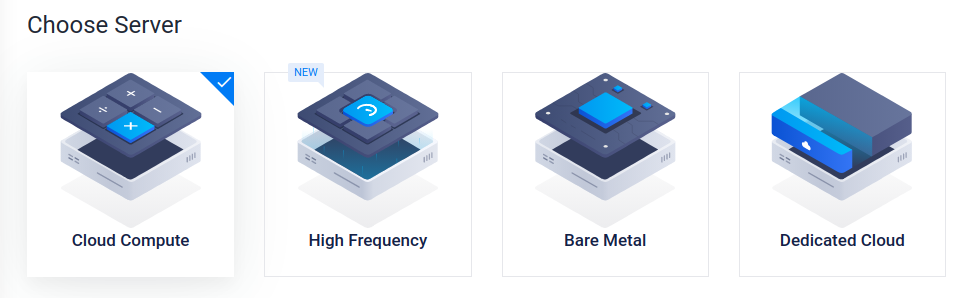 Choose Server
NEW
Cloud Compute
High Frequency
Bare Metal
Dedicated Cloud